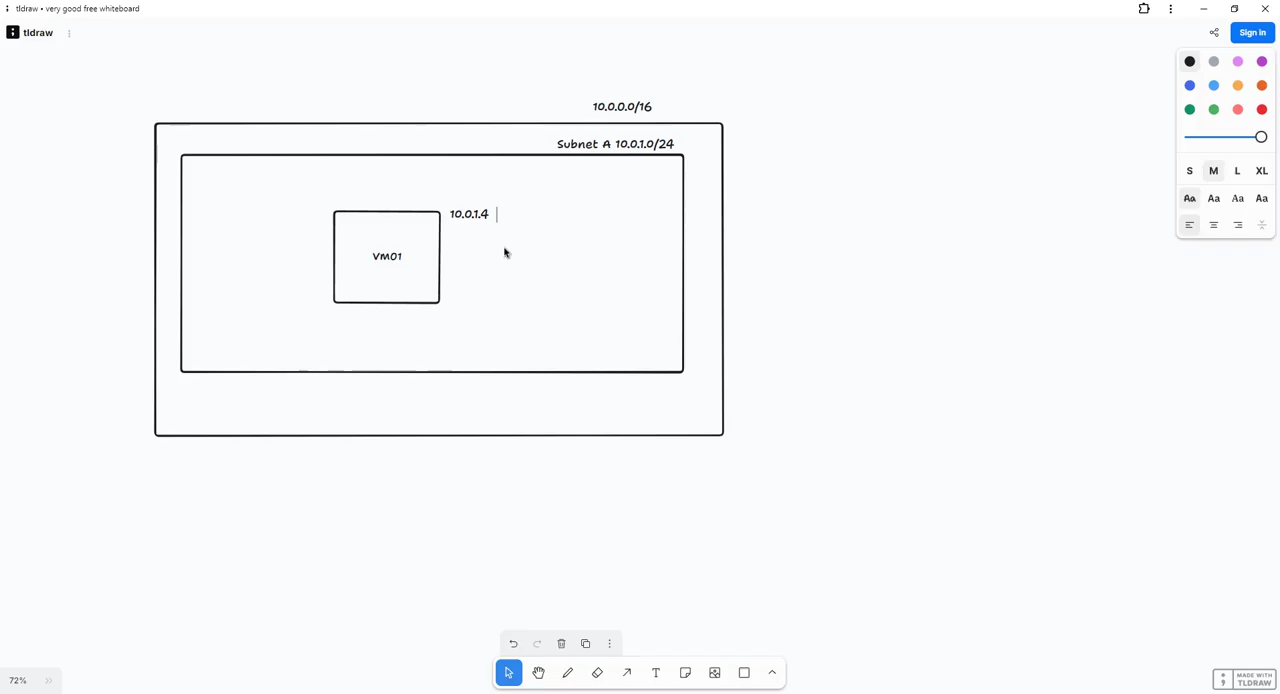 tldraw • very good free whiteboard
tldraw
Sign in
10.0.0.0/16
Subnet A 10.0.1.0/24
10.0.1.4
VM01
S M L XL
Aa Aa Aa Aa
T
72%
MADE WITH
TLDRAW